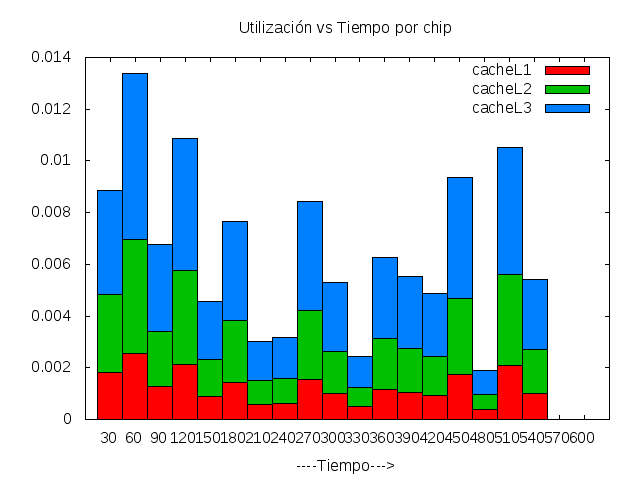 Utilización vs Tiempo por chip
0.014
0.012
0.01
0.008
0.006
0.004
0.002
0
cacheL1
cacheL2
cacheL3
30 60 90 120 150 180 210 240 270 300 330 360 390 420 450 480 510 540 570 600
----Tiempo--->